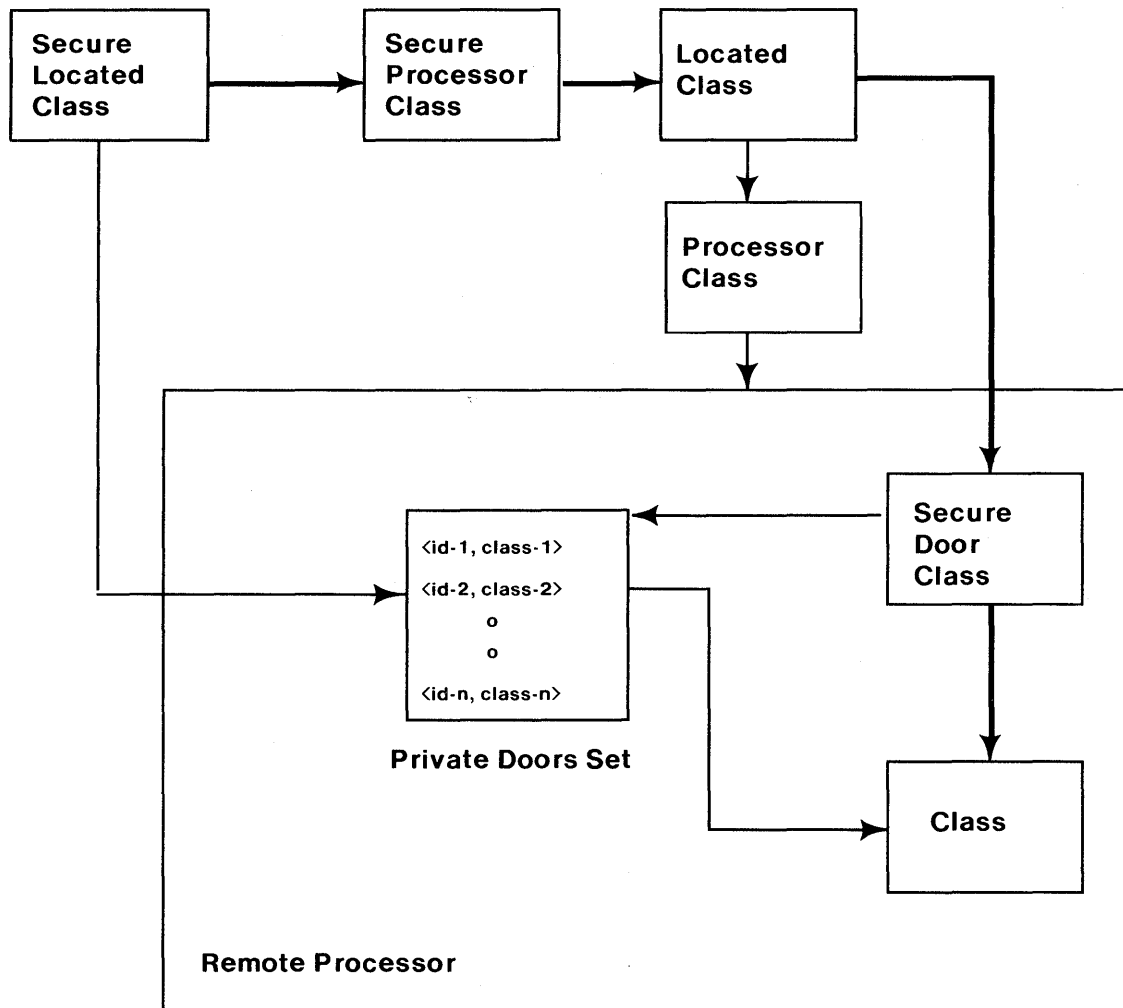 Secure
Located
Class
Secure
Processor
Class
Located
Class
Processor
Class
Secure
Door
Class
<id-1, class-1>
<id-2, class-2>
o
o
<id-n, class-n>
Private Doors Set
Class
Remote Processor